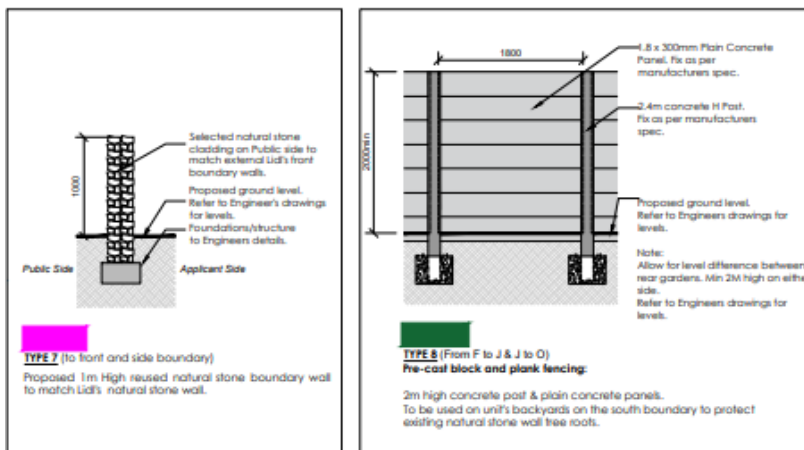 1000
Selected natural stone
cladding on Public side to
match external Lidl's front
boundary walls.
Proposed ground level.
Refer to Engineer's drawings
for levels.
Foundations/structure
to Engineers details.
Public Side
Applicant Side
TYPE 7 (to front and side boundary)
Proposed 1m High reused natural stone boundary wall
to match Lidl's natural stone wall.
1800
2000min
1.8 x 300mm Plain Concrete
Panel. Fix as per
manufacturers spec.
2.4m concrete H Post.
Fix as per manufacturers
spec.
Proposed ground level.
Refer to Engineers drawings for
levels.
Note:
Allow for level difference between
rear gardens. Min 2M high on eithe
side.
Refer to Engineers drawings for
levels.
TYPE 8 (From F to J & J to O)
Pre-cast block and plank fencing:
2m high concrete post & plain concrete panels.
To be used on unit's backyards on the south boundary to protect
existing natural stone wall tree roots.